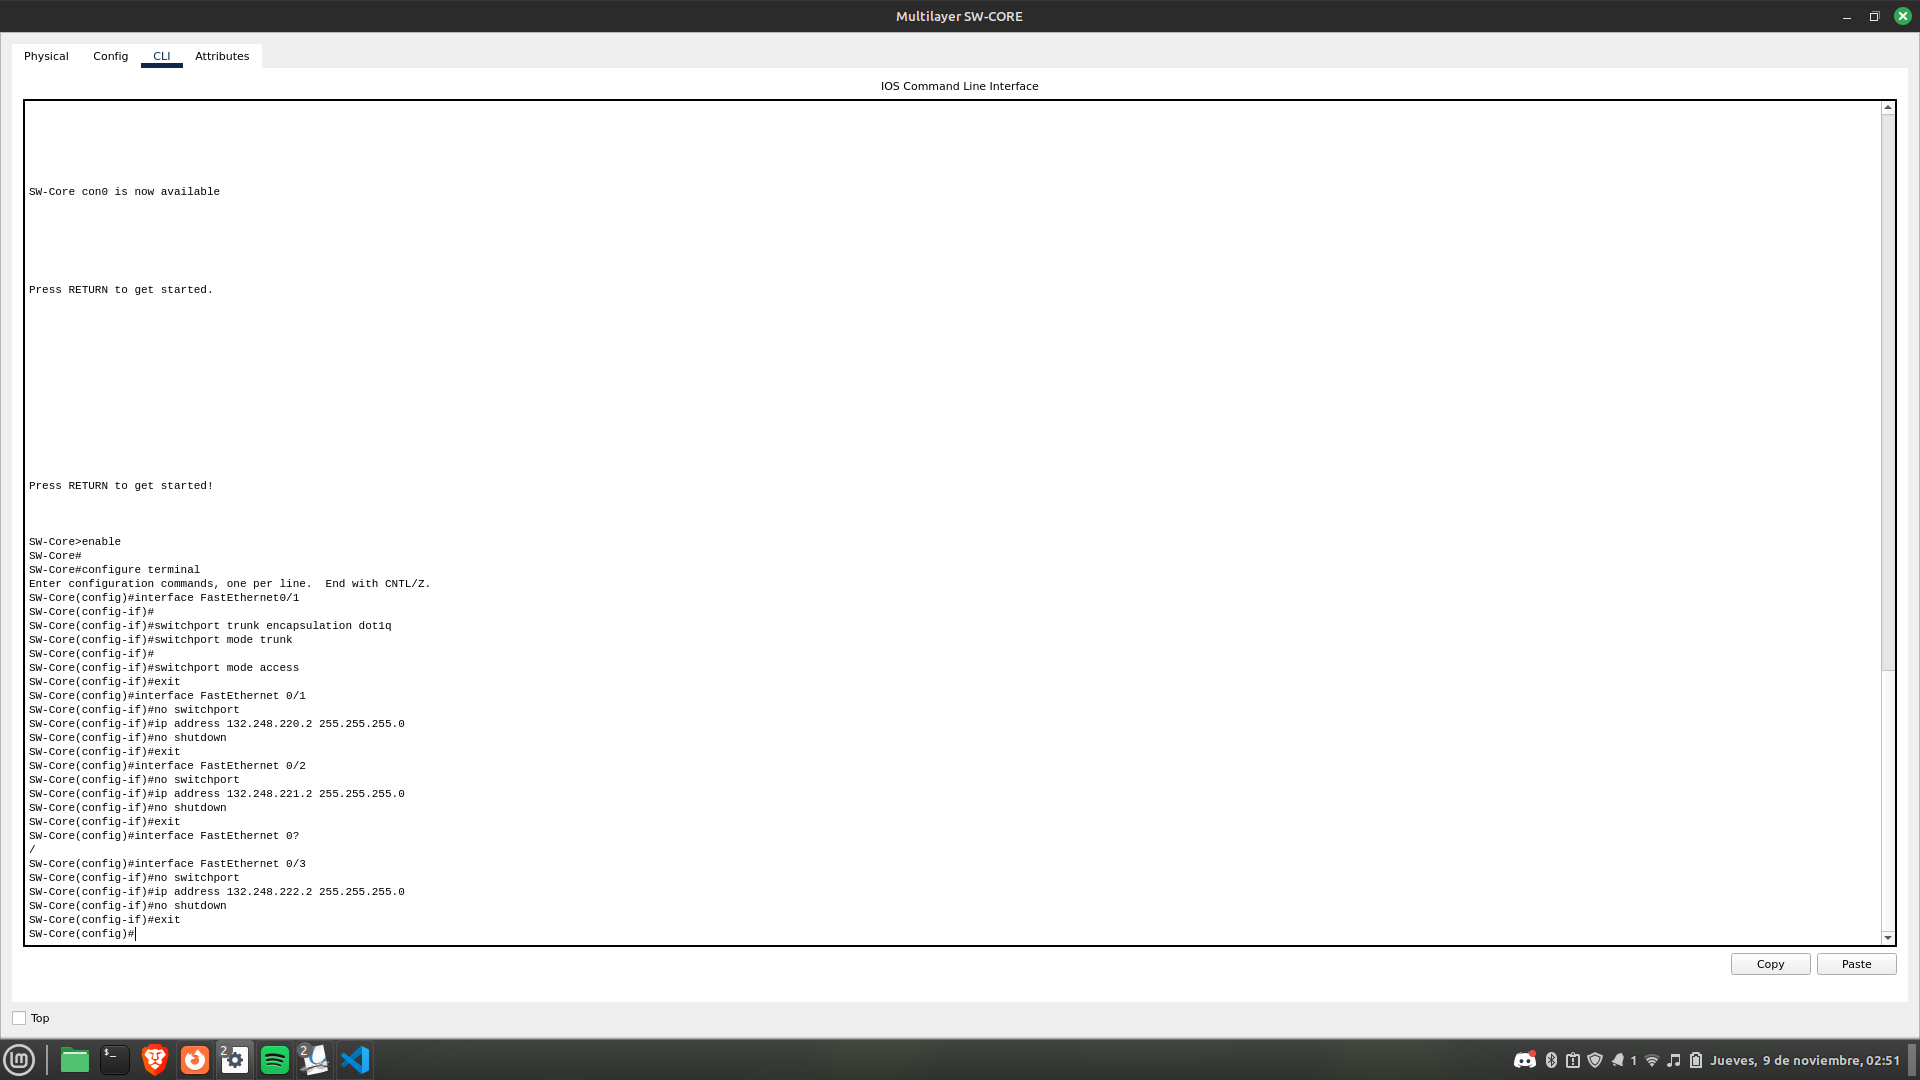 Multilayer SW-CORE
Physical Config CLI Attributes
IOS Command Line Interface
SW-Core con0 is now available
Press RETURN to get started.
Press RETURN to get started!
SW-Core>enable
SW-Core#
SW-Core#configure terminal
Enter configuration commands, one per line.  End with CNTL/Z.
SW-Core(config)#interface FastEthernet0/1
SW-Core(config-if)#
SW-Core(config-if)#switchport trunk encapsulation dot1q
SW-Core(config-if)#switchport mode trunk
SW-Core(config-if)#
SW-Core(config-if)#switchport mode access
SW-Core(config-if)#exit
SW-Core(config)#interface FastEthernet 0/1
SW-Core(config-if)#no switchport
SW-Core(config-if)#ip address 132.248.220.2 255.255.255.0
SW-Core(config-if)#no shutdown
SW-Core(config-if)#exit
SW-Core(config)#interface FastEthernet 0/2
SW-Core(config-if)#no switchport
SW-Core(config-if)#ip address 132.248.221.2 255.255.255.0
SW-Core(config-if)#no shutdown
SW-Core(config-if)#exit
SW-Core(config)#interface FastEthernet 0?
/
SW-Core(config)#interface FastEthernet 0/3
SW-Core(config-if)#no switchport
SW-Core(config-if)#ip address 132.248.222.2 255.255.255.0
SW-Core(config-if)#no shutdown
SW-Core(config-if)#exit
SW-Core(config)#
Copy Paste
Top
$_ 2 2 1 Jueves, 9 de noviembre, 02:51